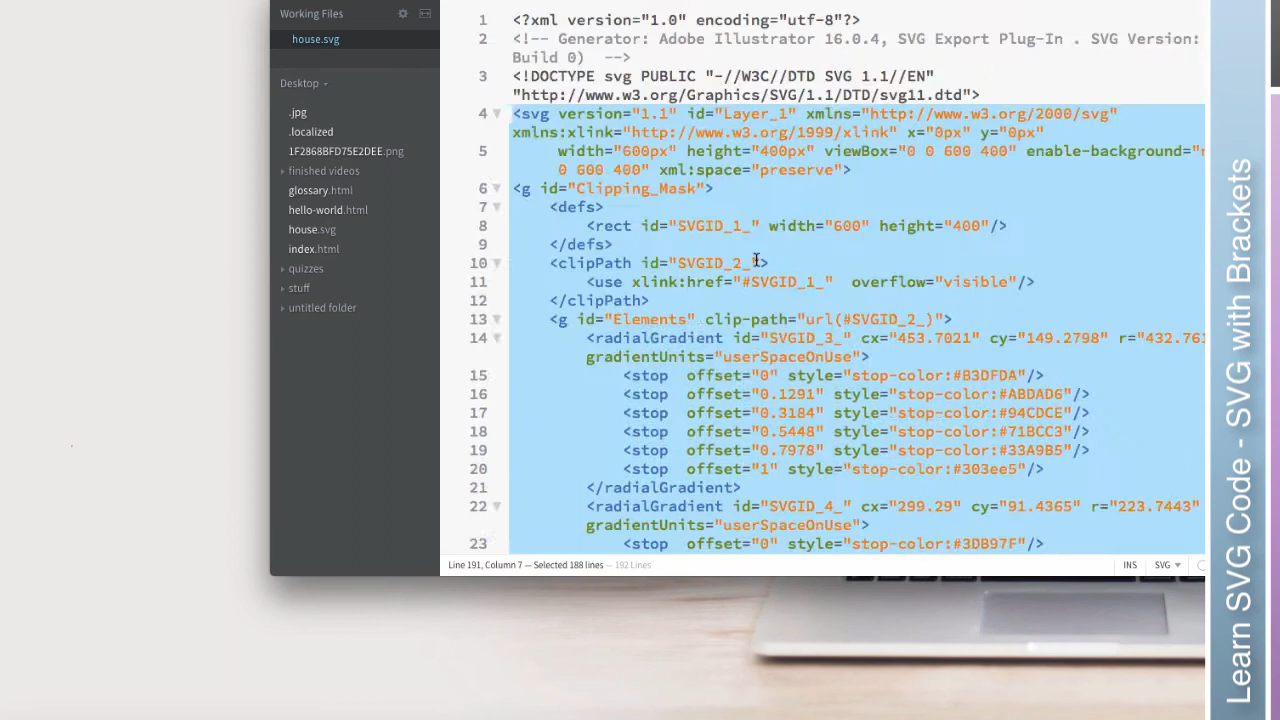 Working Files
house.svg
Desktop
.jpg
.localized
1F2868BFD75E2DEE.png
finished videos
glossary.html
hello-world.html
house.svg
index.html
quizzes
stuff
untitled folder
1 <?xml version="1.0" encoding="utf-8"?>
2 <!-- Generator: Adobe Illustrator 16.0.4, SVG Export Plug-In . SVG Version:
Build 0)  -->
3 <!DOCTYPE svg PUBLIC "-//W3C//DTD SVG 1.1//EN"
"http://www.w3.org/Graphics/SVG/1.1/DTD/svg11.dtd">
4 <svg version="1.1" id="Layer_1" xmlns="http://www.w3.org/2000/svg"
xmlns:xlink="http://www.w3.org/1999/xlink" x="0px" y="0px"
5 width="600px" height="400px" viewBox="0 0 600 400" enable-background="
0 600 400" xml:space="preserve">
6 <g id="Clipping_Mask">
7 <defs>
8 <rect id="SVGID_1_" width="600" height="400"/>
9 </defs>
10 <clipPath id="SVGID_2_">
11 <use xlink:href="#SVGID_1_"  overflow="visible"/>
12 </clipPath>
13 <g id="Elements" clip-path="url(#SVGID_2_)">
14 <radialGradient id="SVGID_3_" cx="453.7021" cy="149.2798" r="432.761
gradientUnits="userSpaceOnUse">
15 <stop  offset="0" style="stop-color:#B3DFDA"/>
16 <stop  offset="0.1291" style="stop-color:#ABDAD6"/>
17 <stop  offset="0.3184" style="stop-color:#94CDCE"/>
18 <stop  offset="0.5448" style="stop-color:#71BCC3"/>
19 <stop  offset="0.7978" style="stop-color:#33A9B5"/>
20 <stop  offset="1" style="stop-color:#303ee5"/>
21 </radialGradient>
22 <radialGradient id="SVGID_4_" cx="299.29" cy="91.4365" r="223.7443"
gradientUnits="userSpaceOnUse">
23 <stop  offset="0" style="stop-color:#3DB97F"/>
Line 191, Column 7 — Selected 188 lines — 192 Lines
INS
SVG
Learn SVG Code - SVG with Brackets